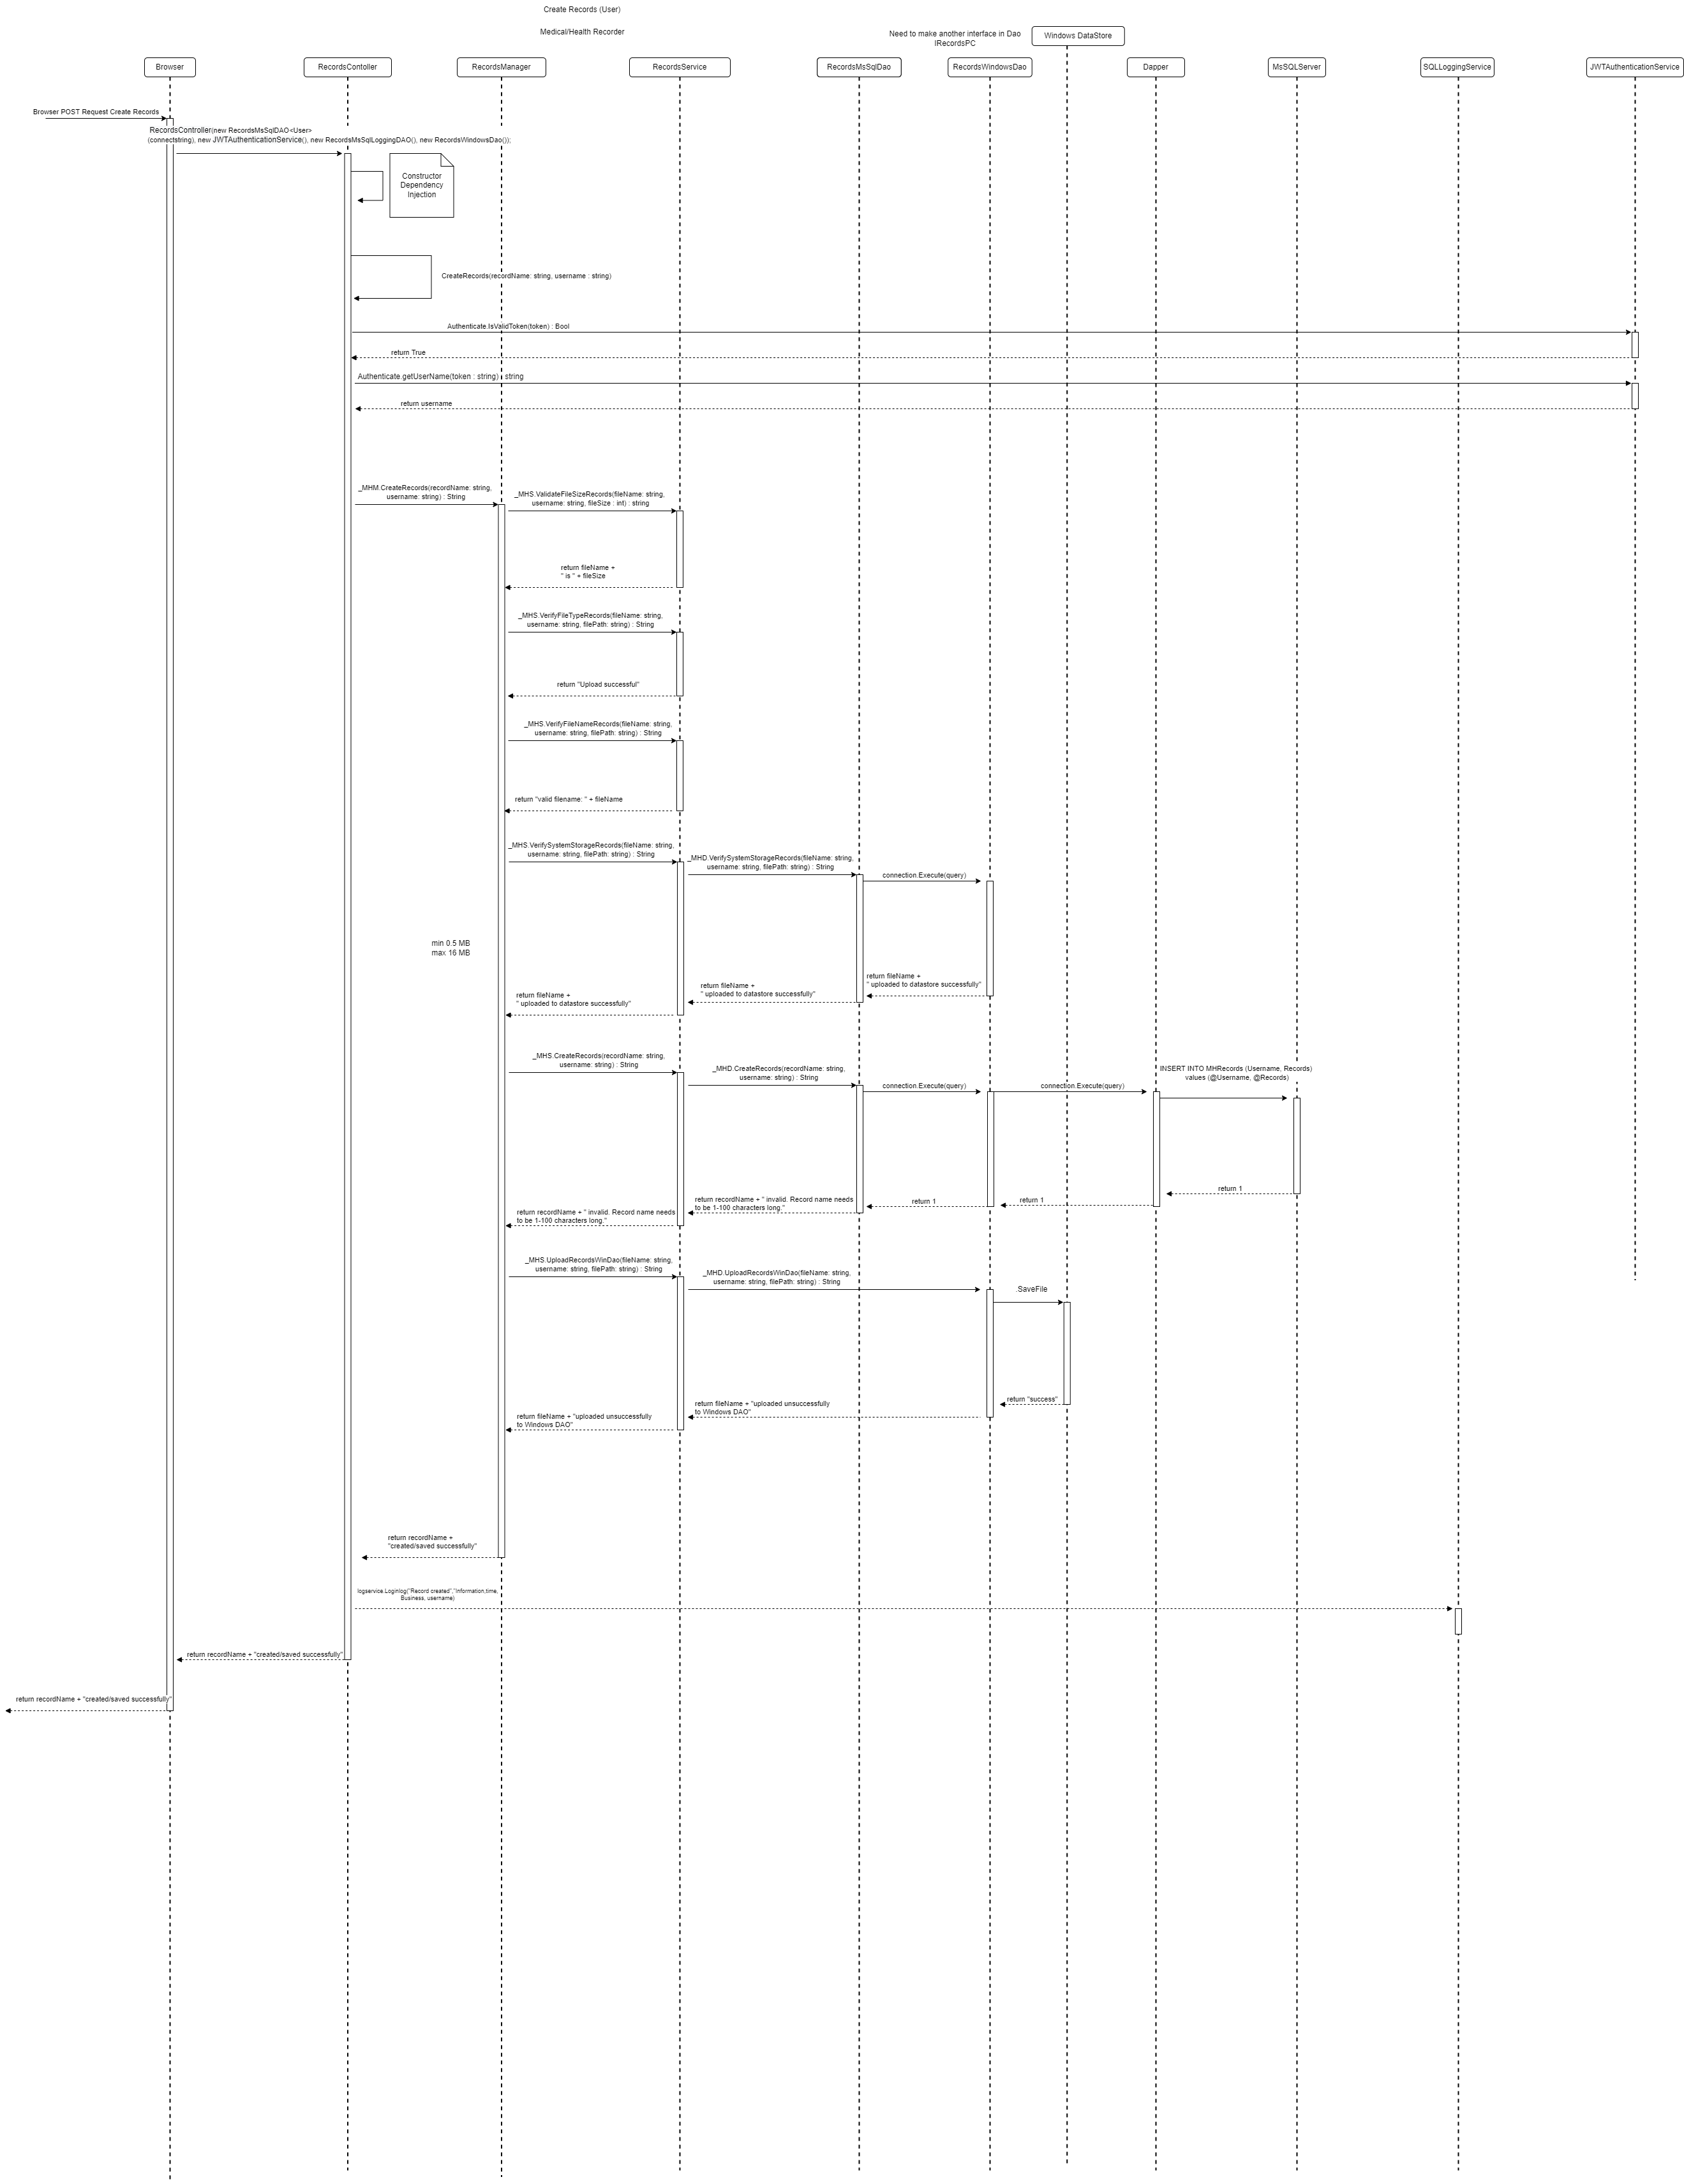 Create Records (User)
Medical/Health Recorder
Need to make another interface in Dao
IRecordsPC
Windows DataStore
Browser
RecordsContoller
RecordsManager
RecordsService
RecordsMsSqlDao
RecordsWindowsDao
Dapper
MsSQLServer
SQLLoggingService
JWTAuthenticationService
Browser POST Request Create Records
RecordsController(new RecordsMsSqlDAO<User>
(connectstring), new JWTAuthenticationService(), new RecordsMsSqlLoggingDAO(), new RecordsWindowsDao());
Constructor
Dependency
Injection
CreateRecords(recordName: string, username : string)
Authenticate.IsValidToken(token) : Bool
return True
Authenticate.getUserName(token : string) : string
return username
_MHM.CreateRecords(recordName: string,
username: string) : String
_MHS.ValidateFileSizeRecords(fileName: string,
username: string, fileSize : int) : string
return fileName +
" is " + fileSize
_MHS.VerifyFileTypeRecords(fileName: string,
username: string, filePath: string) : String
return "Upload successful"
_MHS.VerifyFileNameRecords(fileName: string,
username: string, filePath: string) : String
return "valid filename: " + fileName
_MHS.VerifySystemStorageRecords(fileName: string,
username: string, filePath: string) : String
_MHD.VerifySystemStorageRecords(fileName: string,
username: string, filePath: string) : String
connection.Execute(query)
min 0.5 MB
max 16 MB
return fileName +
" uploaded to datastore successfully"
return fileName +
" uploaded to datastore successfully"
return fileName +
" uploaded to datastore successfully"
_MHS.CreateRecords(recordName: string,
username: string) : String
_MHD.CreateRecords(recordName: string,
username: string) : String
connection.Execute(query)
connection.Execute(query)
INSERT INTO MHRecords (Username, Records)
values (@Username, @Records)
return 1
return 1
return 1
return recordName + " invalid. Record name needs
to be 1-100 characters long."
return recordName + " invalid. Record name needs
to be 1-100 characters long."
_MHS.UploadRecordsWinDao(fileName: string,
username: string, filePath: string) : String
_MHD.UploadRecordsWinDao(fileName: string,
username: string, filePath: string) : String
.SaveFile
return "success"
return fileName + "uploaded unsuccessfully
to Windows DAO"
return fileName + "uploaded unsuccessfully
to Windows DAO"
return recordName +
"created/saved successfully"
logservice.Loginlog("Record created","Information,time,
Business, username)
return recordName + "created/saved successfully"
return recordName + "created/saved successfully"